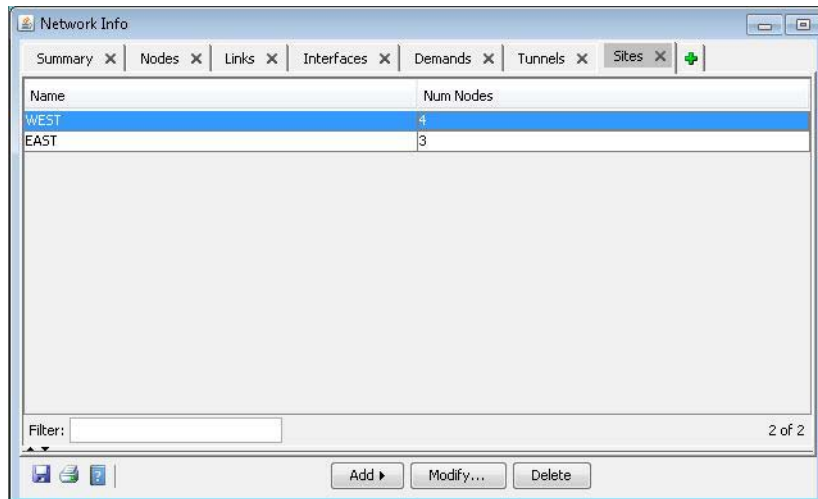 Network Info
Summary Nodes Links Interfaces Demands Tunnels Sites
Name Num Nodes
WEST 4
EAST 3
Filter: 2 of 2
Add Modify... Delete